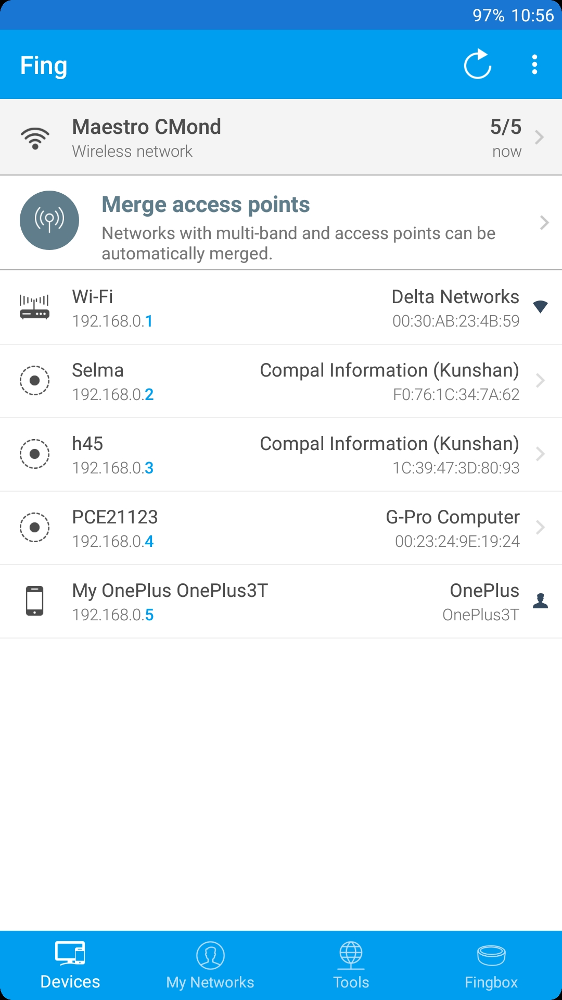 97% 10:56
Fing
Maestro CMond 5/5
Wireless network now
Merge access points
Networks with multi-band and access points can be
automatically merged.
Wi-Fi Delta Networks
192.168.0.1 00:30:AB:23:4B:59
Selma Compal Information (Kunshan)
192.168.0.2 F0:76:1C:34:7A:62
h45 Compal Information (Kunshan)
192.168.0.3 1C:39:47:3D:80:93
PCE21123 G-Pro Computer
192.168.0.4 00:23:24:9E:19:24
My OnePlus OnePlus3T OnePlus
192.168.0.5 OnePlus3T
Devices My Networks Tools Fingbox